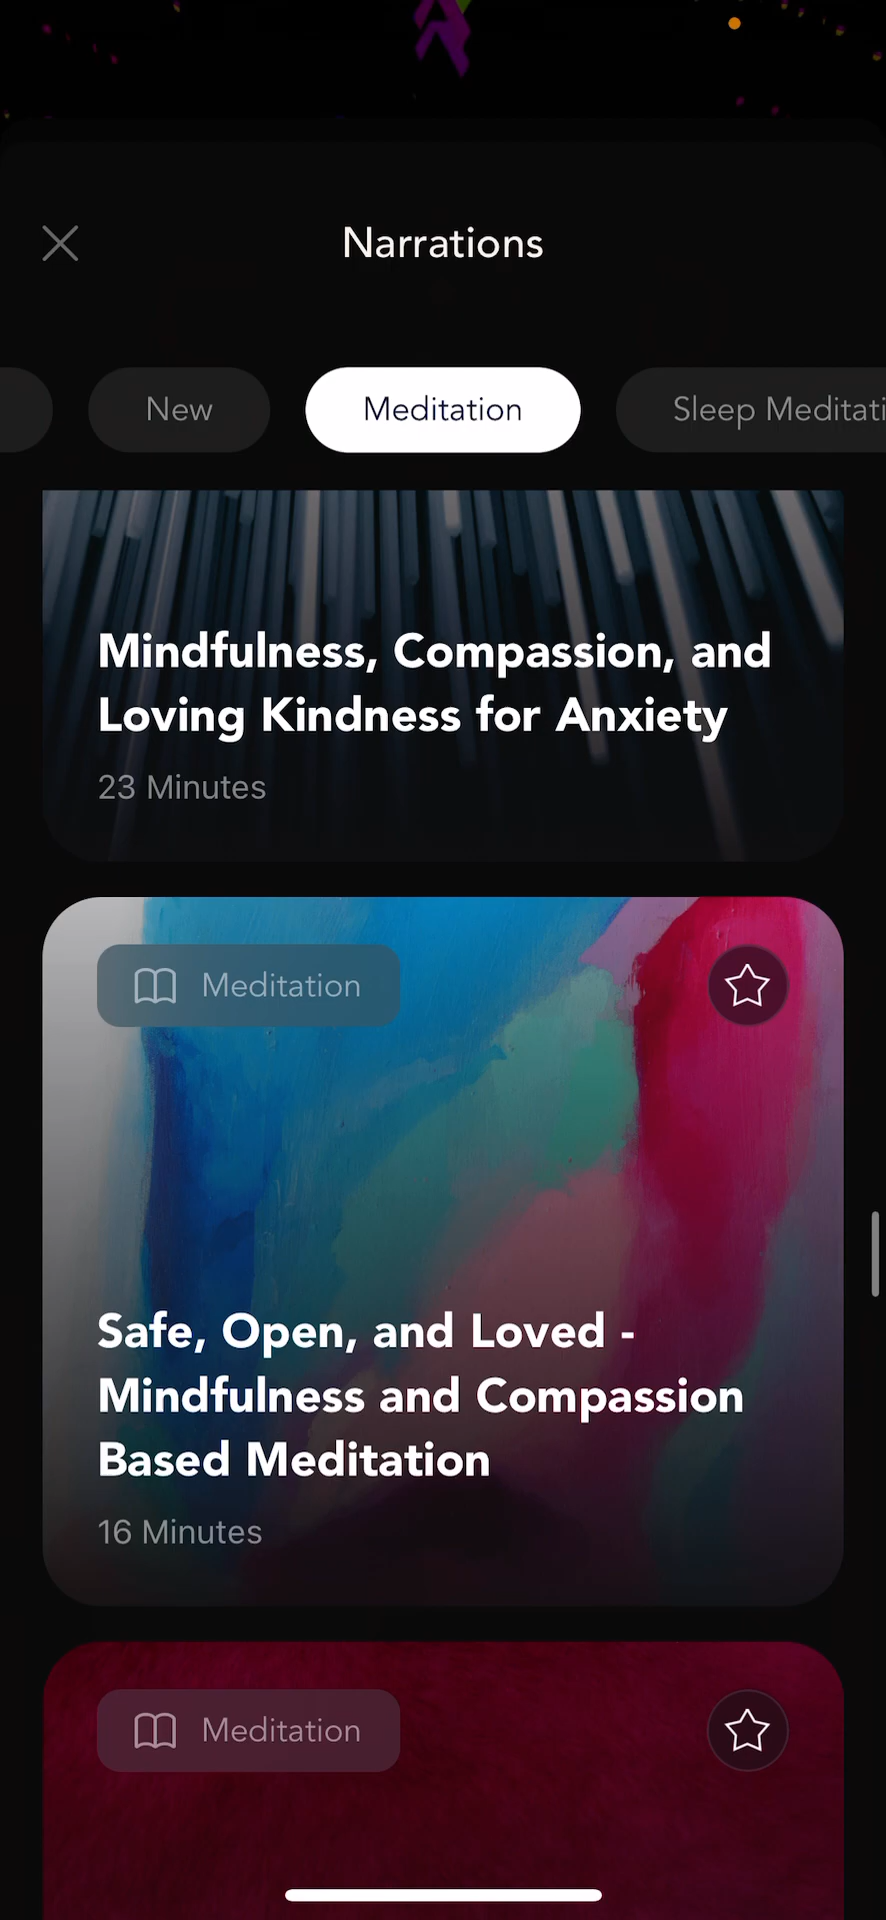 Narrations
New
Meditation
Sleep Meditati
Mindfulness, Compassion, and
Loving Kindness for Anxiety
23 Minutes
Meditation
Safe, Open, and Loved -
Mindfulness and Compassion
Based Meditation
16 Minutes
Meditation